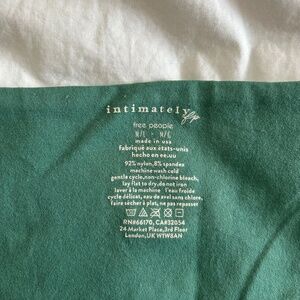 intimately
free people
M/L - M/G
made in usa
fabriqué aux états-unis
hecho en ee.uu
92% nylon, 8% spandex
machine wash cold
gentle cycle,non-chlorine bleach,
lay flat to dry,do not iron
laver à la machine à l'eau froide
cycle délicat, eau de avel sans chlore,
faire sécher à plat, ne pas repasser
RN#66170, CA#32054
24 Market Place,3rd Floor
London,UK W1W8AN